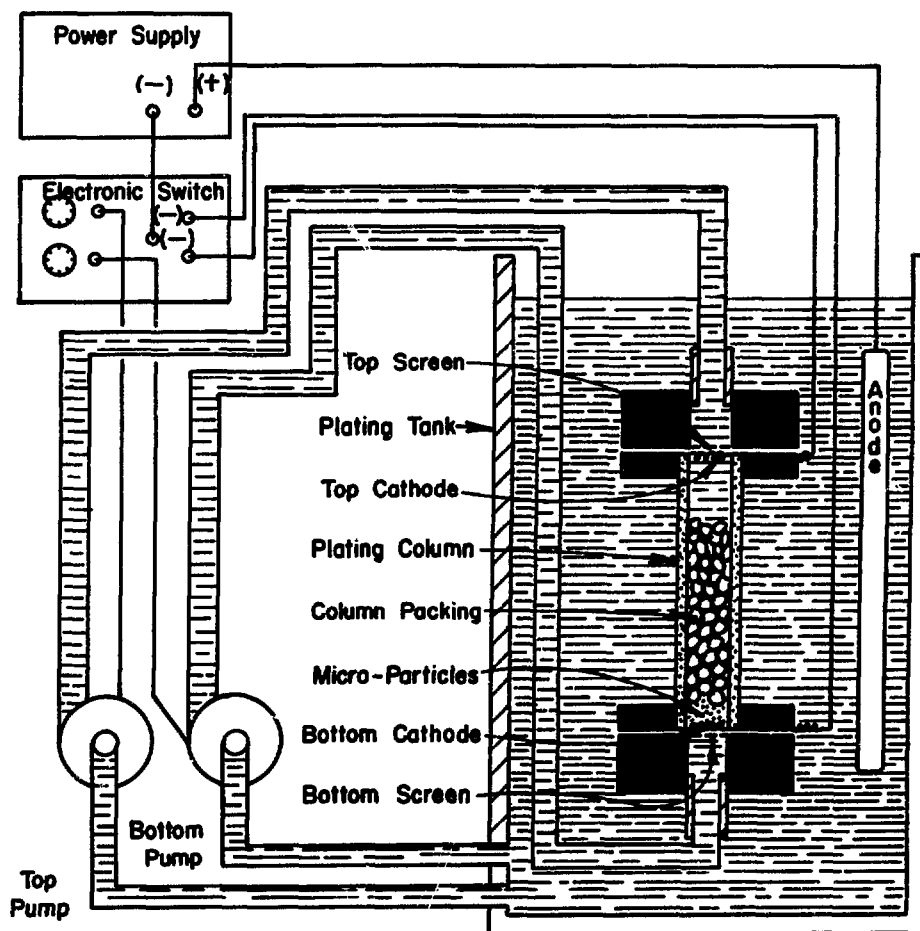 Power Supply
(−) (+)
Electronic Switch
(−)
(−)
Top Screen
Plating Tank
Top Cathode
Plating Column
Column Packing
Micro-Particles
Bottom Cathode
Bottom Screen
Anode
Bottom
Pump
Top
Pump